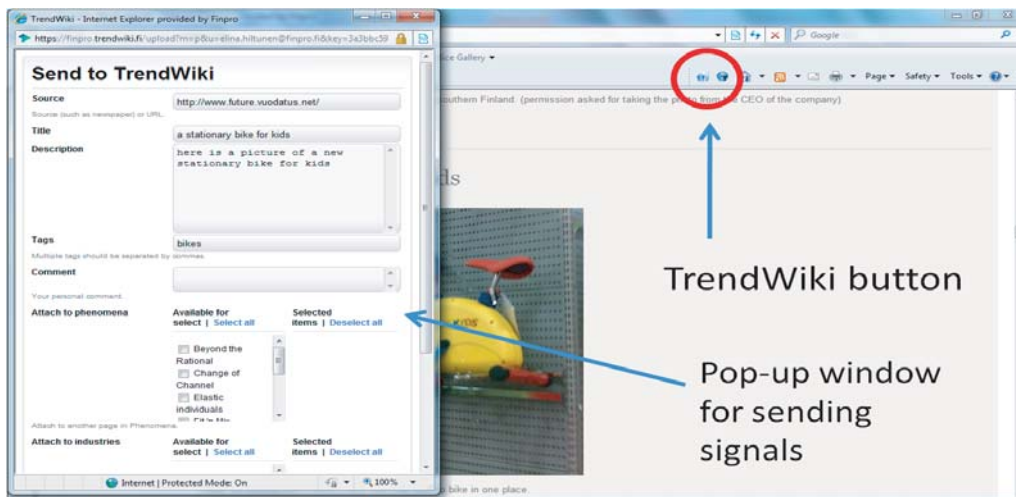 TrendWiki - Internet Explorer provided by Finpro
https://finpro.trendwiki.fi/upload?m=p&u=elina.hiltunen@finpro.fi&key=3a3bbc59
Send to TrendWiki
Source
http://www.future.vuodatus.net/
Source (such as newspaper) or URL.
Title
a stationary bike for kids
Description
here is a picture of a new
stationary bike for kids
Tags
bikes
Multiple tags should be separated by commas.
Comment
Your personal comment.
Attach to phenomena
Available for
select | Select all
Selected
items | Deselect all
Beyond the
Rational
Change of
Channel
Elastic
individuals
Attach to another page in Phenomena.
Attach to industries
Available for
select | Select all
Selected
items | Deselect all
Internet | Protected Mode: On
100%
Google
ice Gallery
Page Safety Tools
outhern Finland (permission asked for taking the photo from the CEO of the company)
ds
KIDS
o bike in one place.
TrendWiki button
Pop-up window
for sending
signals